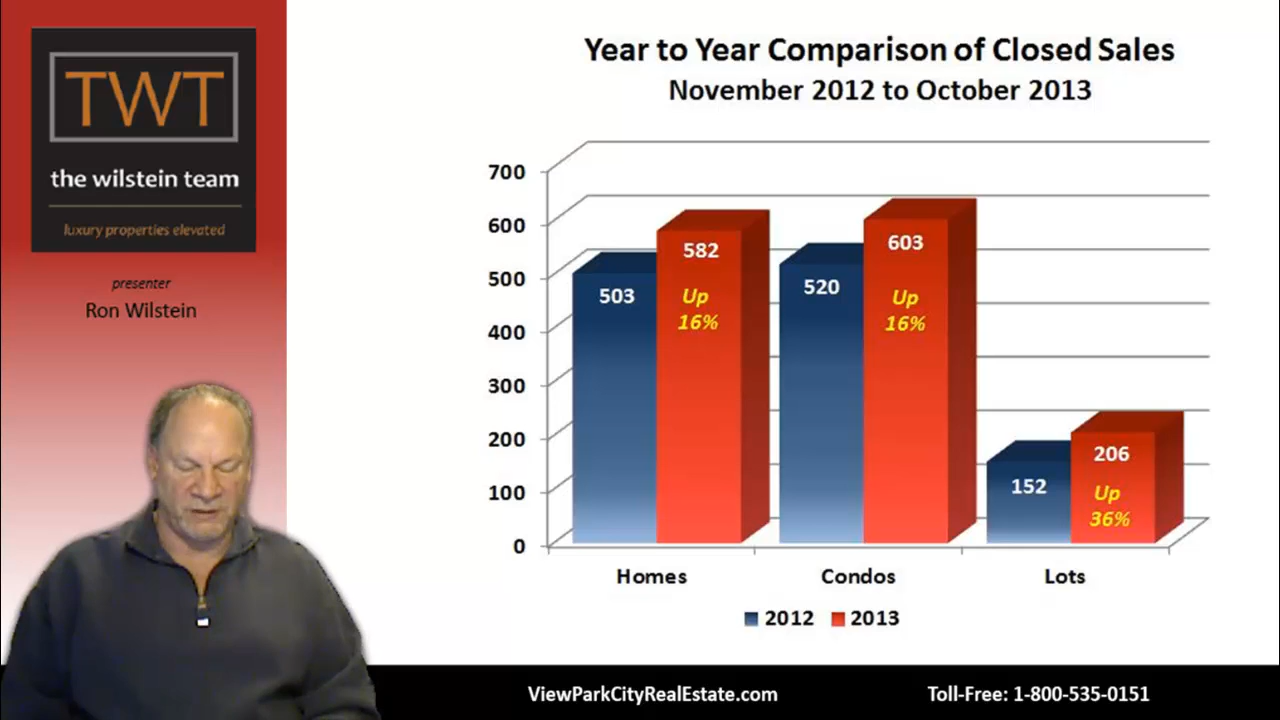 TWT
the wilstein team
luxury properties elevated
presenter
Ron Wilstein
Year to Year Comparison of Closed Sales
November 2012 to October 2013
700
600
500
400
300
200
100
0
503
582
Up
16%
520
603
Up
16%
152
206
Up
36%
Homes
Condos
Lots
2012
2013
ViewParkCityRealEstate.com
Toll-Free: 1-800-535-0151